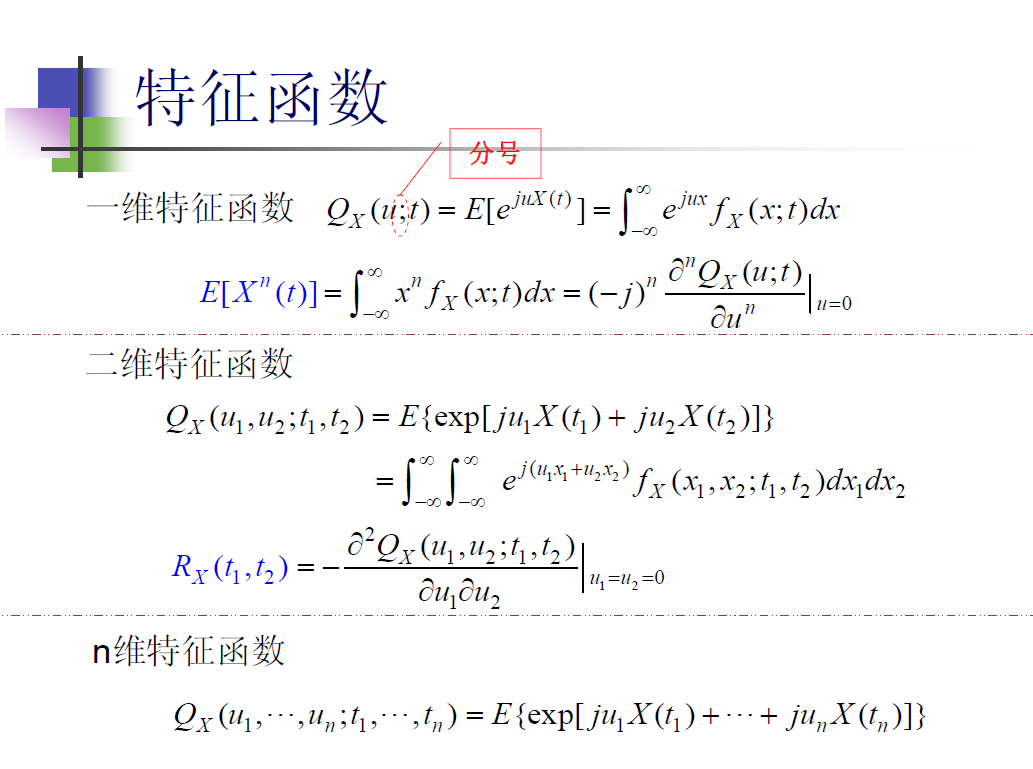 特征函数
分号
一维特征函数 Q_X(u;t) = E[e^{juX(t)}] = ∫_{-∞}^{∞} e^{jux} f_X(x;t)dx
E[X^n(t)] = ∫_{-∞}^{∞} x^n f_X(x;t)dx = (-j)^n ∂^n Q_X(u;t)/∂u^n |_{u=0}
二维特征函数
Q_X(u_1,u_2;t_1,t_2) = E{exp[ju_1X(t_1) + ju_2X(t_2)]}
= ∫_{-∞}^{∞}∫_{-∞}^{∞} e^{j(u_1x_1+u_2x_2)} f_X(x_1,x_2;t_1,t_2)dx_1dx_2
R_X(t_1,t_2) = -∂^2Q_X(u_1,u_2;t_1,t_2)/∂u_1∂u_2 |_{u_1=u_2=0}
n维特征函数
Q_X(u_1,⋯,u_n;t_1,⋯,t_n) = E{exp[ju_1X(t_1)+⋯+ju_nX(t_n)]}